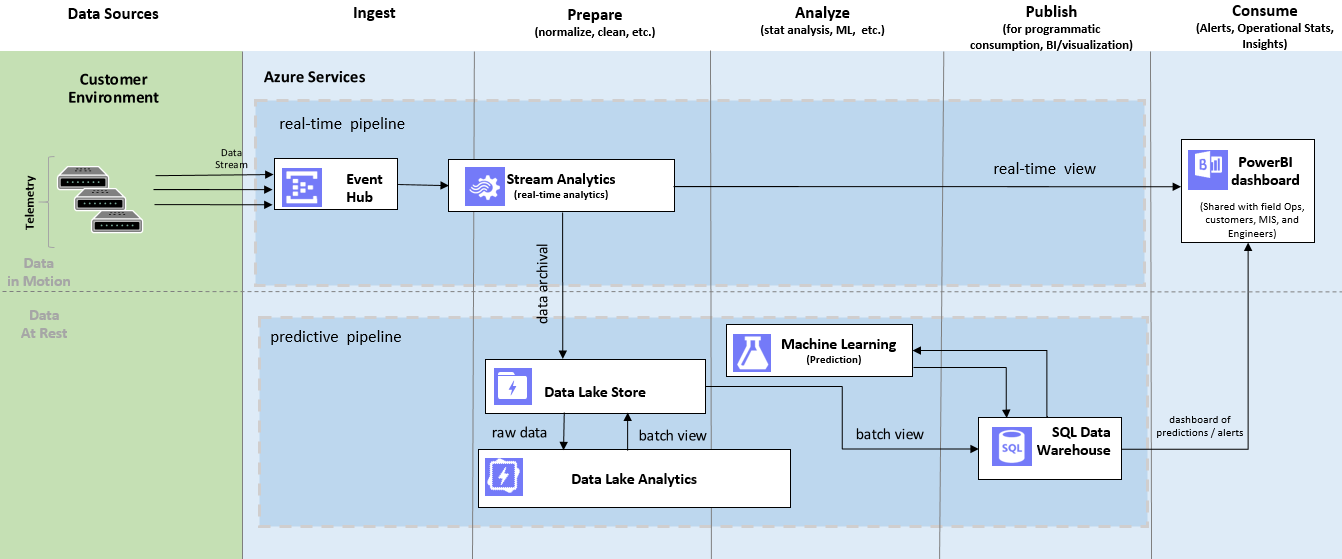 Data Sources
Ingest
Prepare
(normalize, clean, etc.)
Analyze
(stat analysis, ML, etc.)
Publish
(for programmatic
consumption, BI/visualization)
Consume
(Alerts, Operational Stats,
Insights)
Customer
Environment
Azure Services
real-time pipeline
Data
Stream
Telemetry
Event
Hub
Stream Analytics
(real-time analytics)
real-time view
PowerBI
dashboard
(Shared with field Ops,
customers, MIS, and
Engineers)
Data
in Motion
data archival
Data
At Rest
predictive pipeline
Machine Learning
(Prediction)
Data Lake Store
raw data
batch view
batch view
SQL
SQL Data
Warehouse
dashboard of
predictions / alerts
Data Lake Analytics